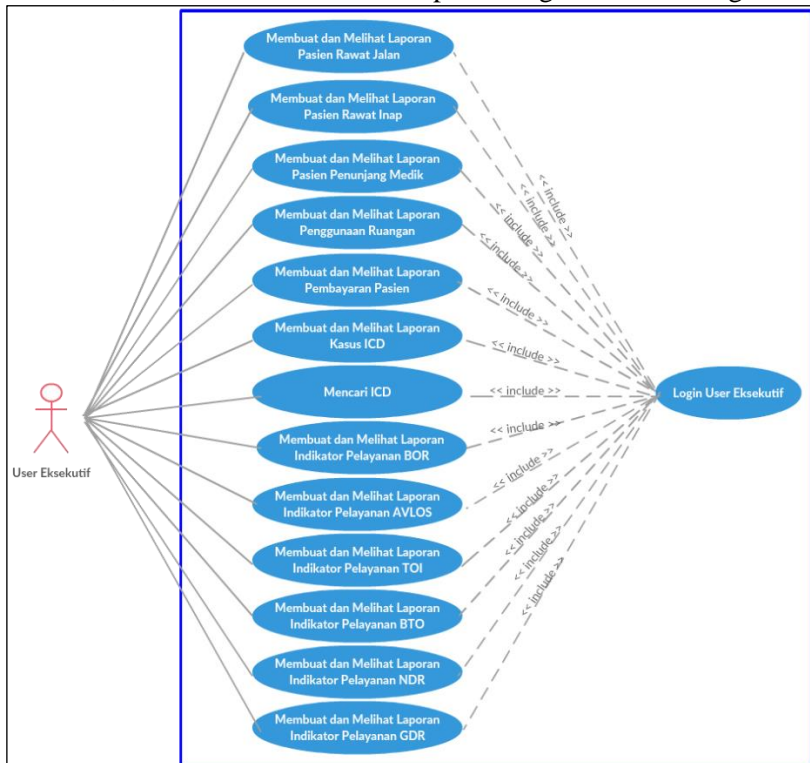 Membuat dan Melihat Laporan
Pasien Rawat Jalan
<< include >>
Membuat dan Melihat Laporan
Pasien Rawat Inap
<< include >>
Membuat dan Melihat Laporan
Pasien Penunjang Medik
<< include >>
Membuat dan Melihat Laporan
Penggunaan Ruangan
<< include >>
Membuat dan Melihat Laporan
Pembayaran Pasien
<< include >>
Membuat dan Melihat Laporan
Kasus ICD
<< include >>
Mencari ICD
<< include >>
Login User Eksekutif
User Eksekutif
Membuat dan Melihat Laporan
Indikator Pelayanan BOR
<< include >>
Membuat dan Melihat Laporan
Indikator Pelayanan AVLOS
<< include >>
Membuat dan Melihat Laporan
Indikator Pelayanan TOI
<< include >>
Membuat dan Melihat Laporan
Indikator Pelayanan BTO
<< include >>
Membuat dan Melihat Laporan
Indikator Pelayanan NDR
<< include >>
Membuat dan Melihat Laporan
Indikator Pelayanan GDR
<< include >>